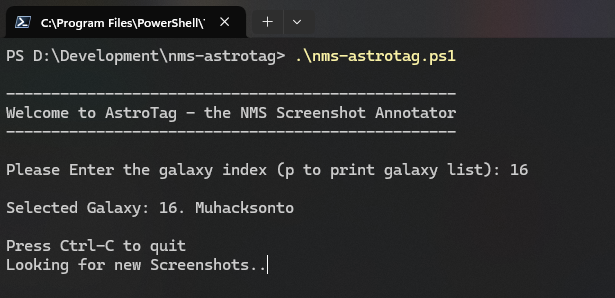 C:\Program Files\PowerShell\
PS D:\Development\nms-astrotag> .\nms-astrotag.ps1
--------------------------------------------------
Welcome to AstroTag - the NMS Screenshot Annotator
--------------------------------------------------
Please Enter the galaxy index (p to print galaxy list): 16
Selected Galaxy: 16. Muhacksonto
Press Ctrl-C to quit
Looking for new Screenshots..